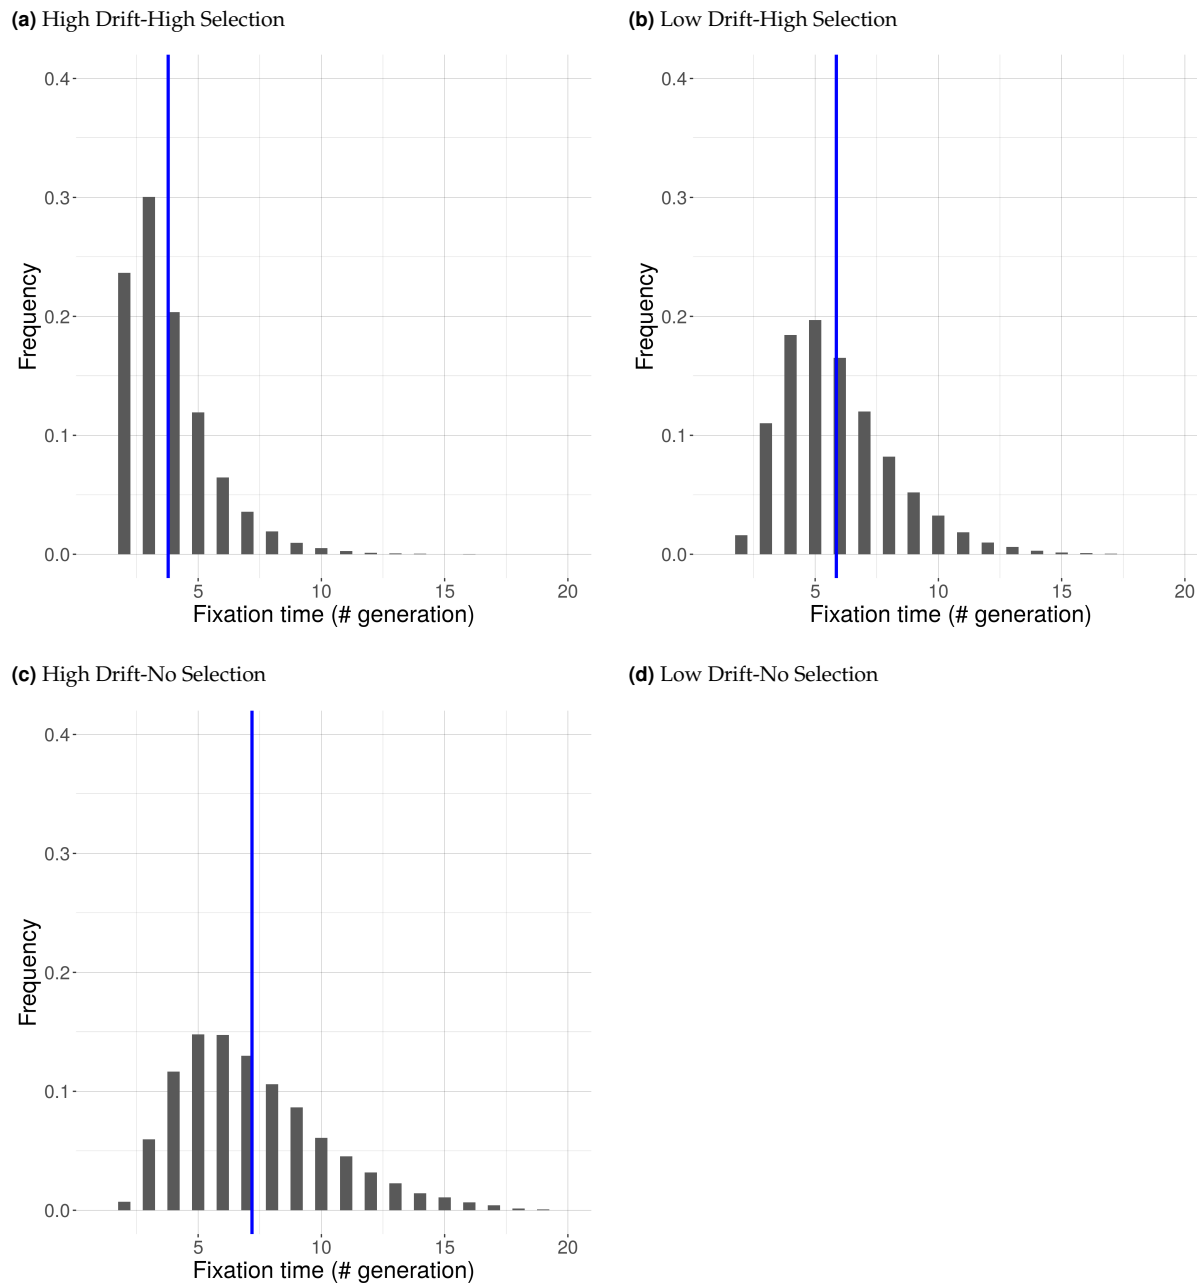 (a) High Drift-High Selection
0.4
0.3
0.2
0.1
0.0
Frequency
5 10 15 20
Fixation time (# generation)
(b) Low Drift-High Selection
0.4
0.3
0.2
0.1
0.0
Frequency
5 10 15 20
Fixation time (# generation)
(c) High Drift-No Selection
0.4
0.3
0.2
0.1
0.0
Frequency
5 10 15 20
Fixation time (# generation)
(d) Low Drift-No Selection